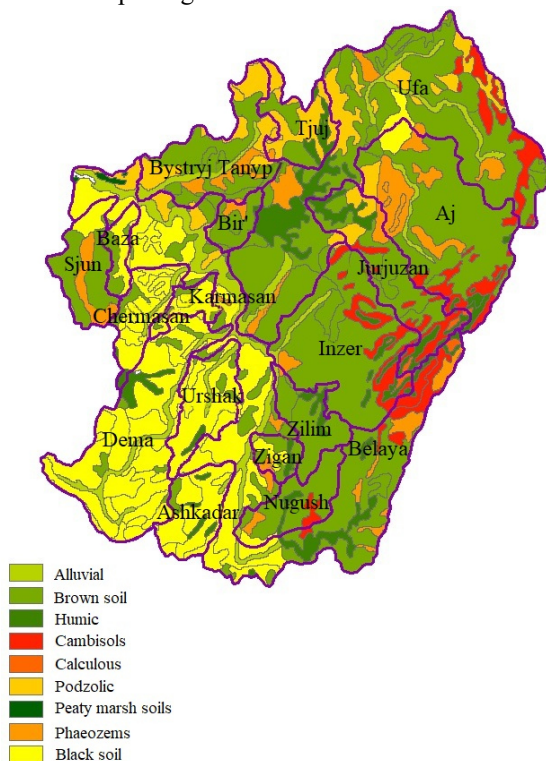 Ufa
Tjuj
Bystryj Tanyp
Aj
Bir'
Baza
Sjun
Jurjuzan
Karmasan
Chermasan
Inzer
Urshak
Zilim
Dema
Belaya
Zigan
Nugush
Ashkadar
Alluvial
Brown soil
Humic
Cambisols
Calculous
Podzolic
Peaty marsh soils
Phaeozems
Black soil